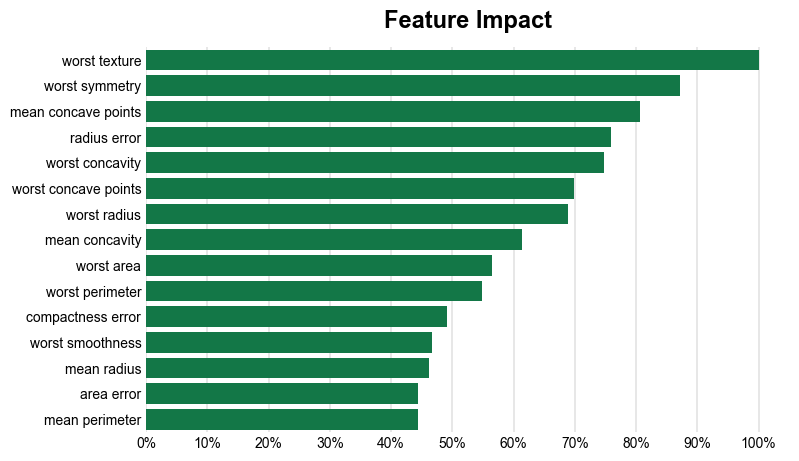 Feature Impact
worst texture
worst symmetry
mean concave points
radius error
worst concavity
worst concave points
worst radius
mean concavity
worst area
worst perimeter
compactness error
worst smoothness
mean radius
area error
mean perimeter
0% 10% 20% 30% 40% 50% 60% 70% 80% 90% 100%